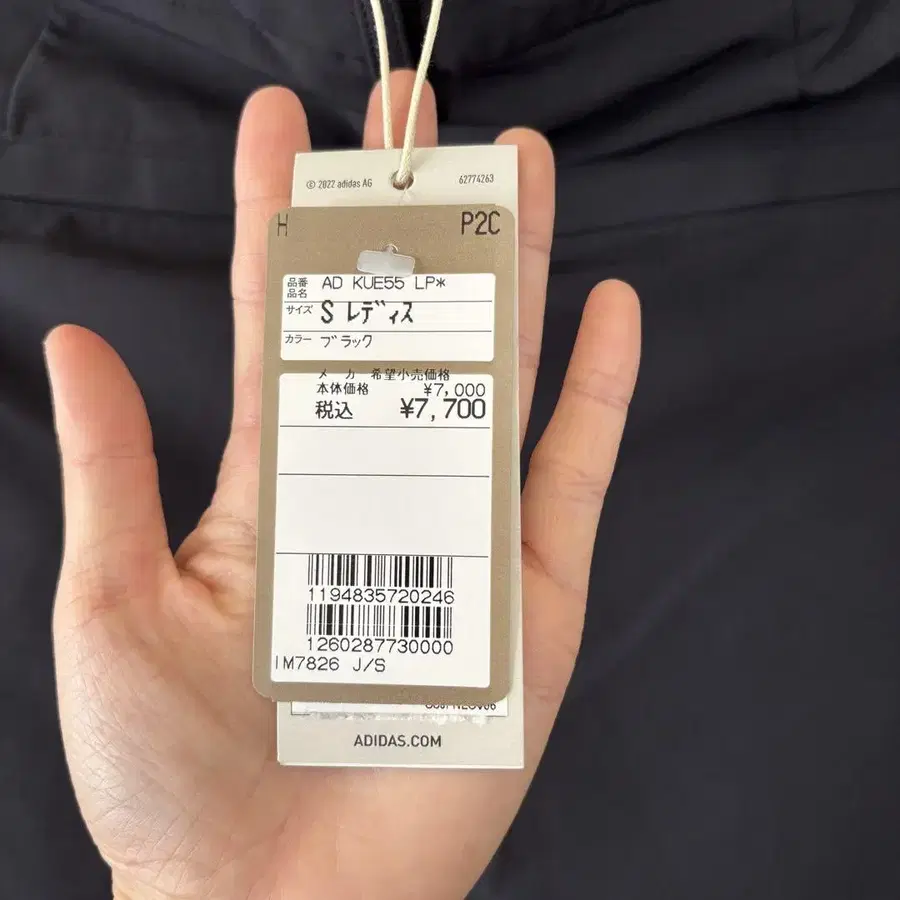 © 2022 adidas AG 62774263
H P2C
品番 AD KUE55 LP*
品名
サイズ S レディス
カラー ブラック
メーカ 希望小売価格
本体価格 ¥7,000
税込 ¥7,700
1194835720246
1260287730000
IM7826 J/S
ADIDAS.COM